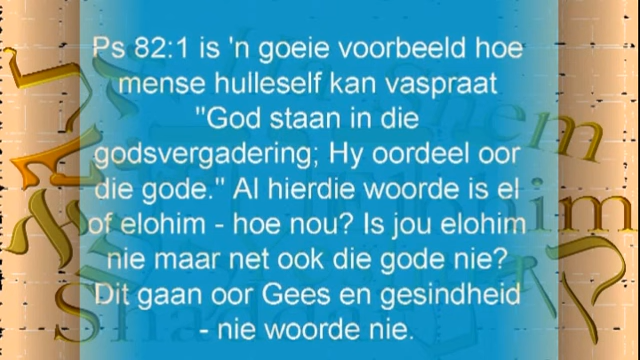 Ps 82:1 is 'n goeie voorbeeld hoe
mense hulleself kan vaspraat
"God staan in die
godsvergadering; Hy oordeel oor
die gode." Al hierdie woorde is el
of elohim - hoe nou? Is jou elohim
nie maar net ook die gode nie?
Dit gaan oor Gees en gesindheid
- nie woorde nie.